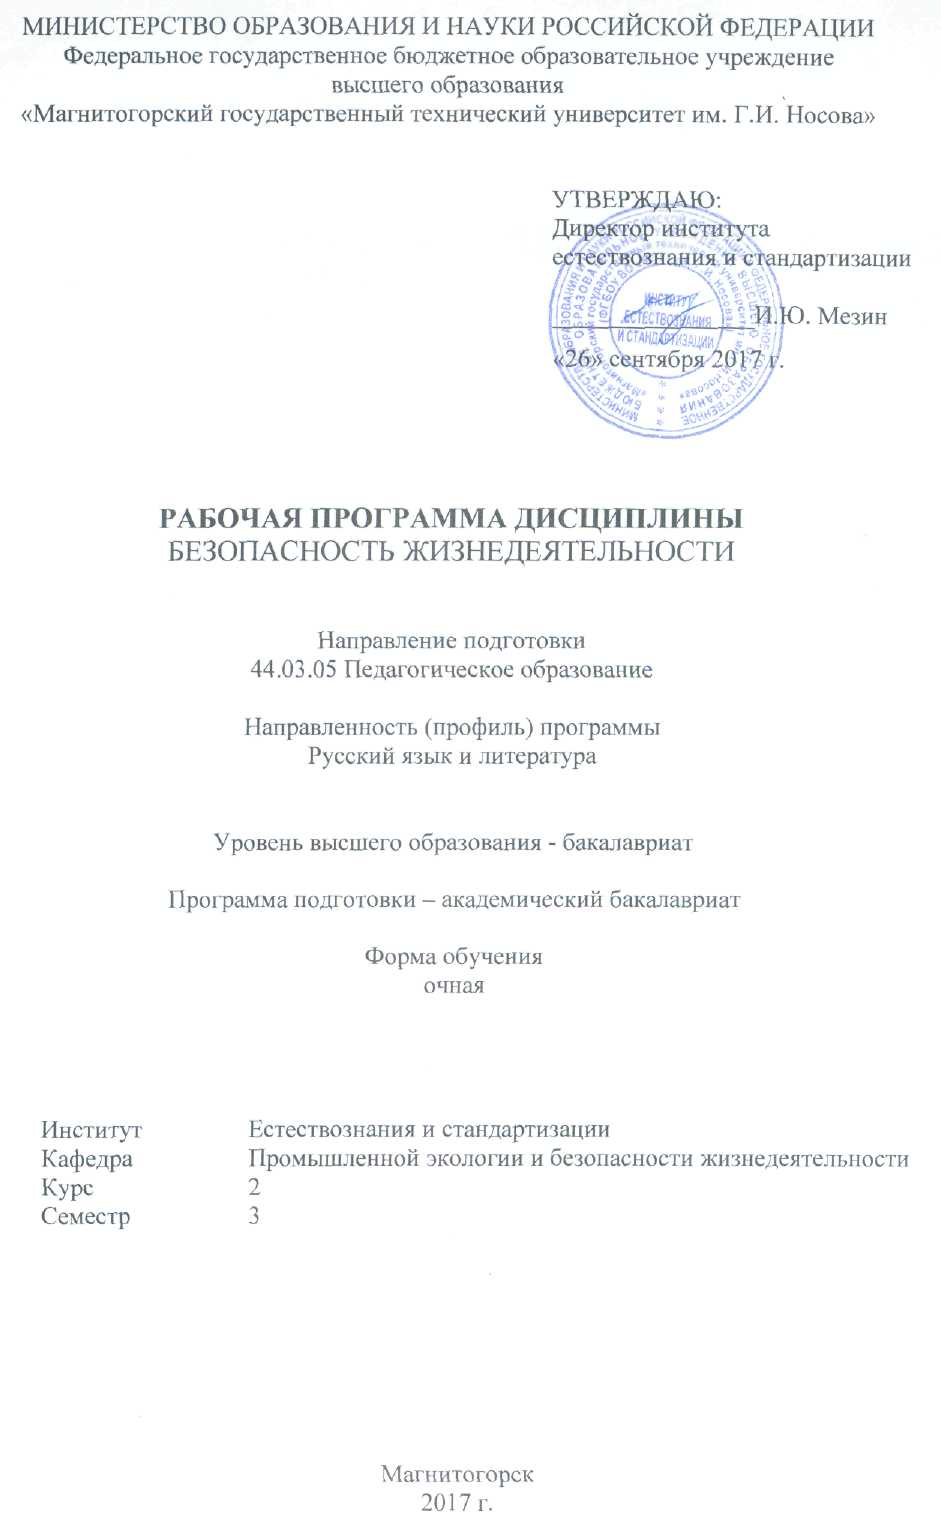 МИНИСТЕРСТВО ОБРАЗОВАНИЯ И НАУКИ РОССИЙСКОЙ ФЕДЕРАЦИИ
Федеральное государственное бюджетное образовательное учреждение
высшего образования
«Магнитогорский государственный технический университет им. Г.И. Носова»
УТВЕРЖДАЮ:
Директор института
естествознания и стандартизации
И.Ю. Мезин
«26» сентября 2017 г.
ИНСТИТУТ
ЕСТЕСТВОЗНАНИЯ
И СТАНДАРТИЗАЦИИ
РАБОЧАЯ ПРОГРАММА ДИСЦИПЛИНЫ
БЕЗОПАСНОСТЬ ЖИЗНЕДЕЯТЕЛЬНОСТИ
Направление подготовки
44.03.05 Педагогическое образование
Направленность (профиль) программы
Русский язык и литература
Уровень высшего образования - бакалавриат
Программа подготовки – академический бакалавриат
Форма обучения
очная
Институт Естествознания и стандартизации
Кафедра Промышленной экологии и безопасности жизнедеятельности
Курс 2
Семестр 3
Магнитогорск
2017 г.